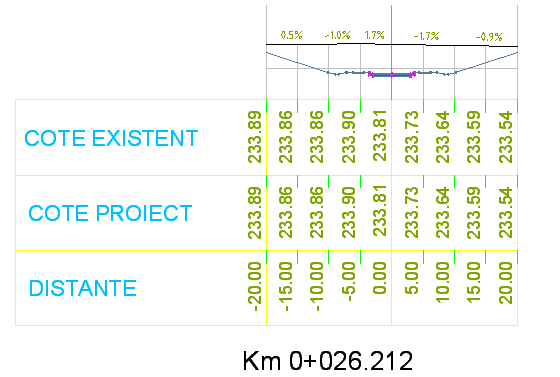 0.5% -1.0% 1.7% -1.7% -0.9%
COTE EXISTENT 233.89 233.86 233.86 233.90 233.81 233.73 233.64 233.59 233.54
COTE PROIECT 233.89 233.86 233.86 233.90 233.81 233.73 233.64 233.59 233.54
DISTANTE -20.00 -15.00 -10.00 -5.00 0.00 5.00 10.00 15.00 20.00
Km 0+026.212